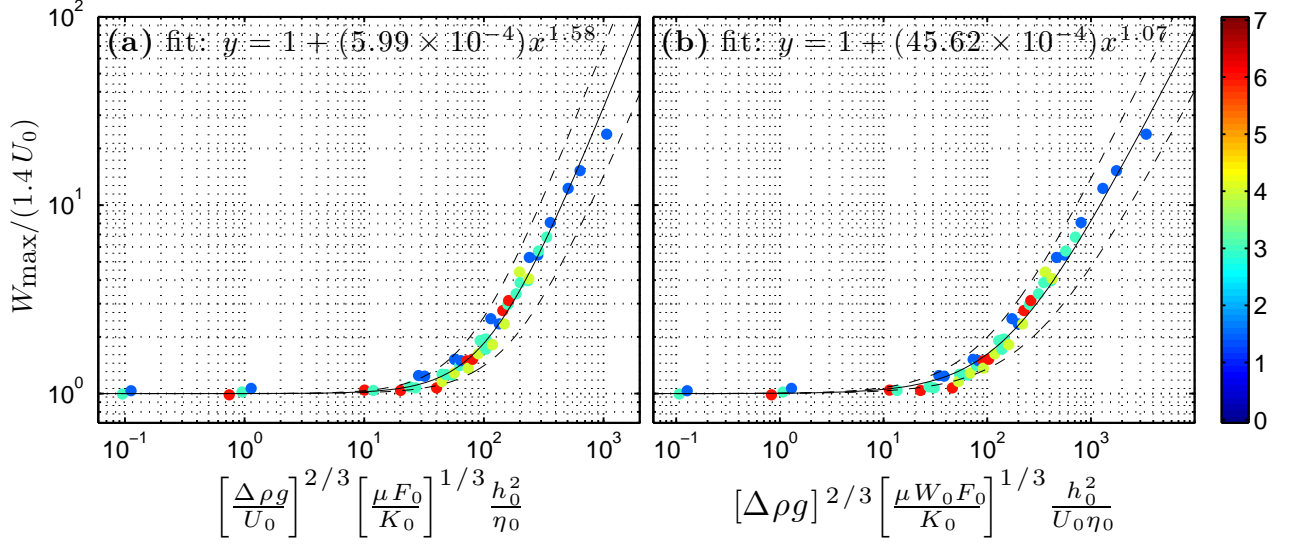 (a) fit: y = 1 + (5.99 × 10⁻⁴)x^1.58
(b) fit: y = 1 + (45.62 × 10⁻⁴)x^1.07
W_max/(1.4 U₀)
10²
10¹
10⁰
10⁻¹ 10⁰ 10¹ 10² 10³
10⁻¹ 10⁰ 10¹ 10² 10³
[Δρg/U₀]^2/3 [μF₀/K₀]^1/3 h₀²/η₀
[Δρg]^2/3 [μW₀F₀/K₀]^1/3 h₀²/U₀η₀
7
6
5
4
3
2
1
0